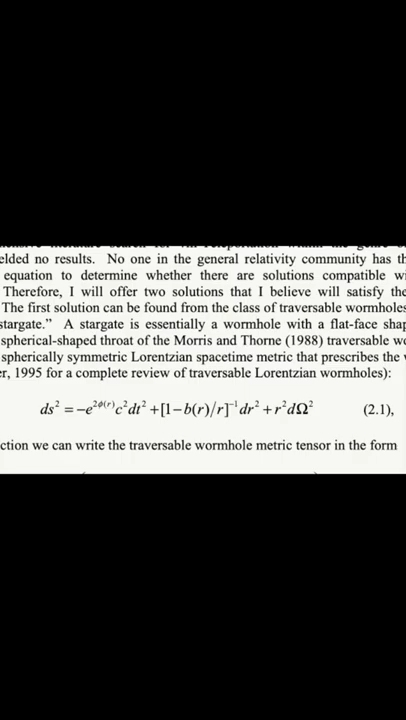 elded no results. No one in the general relativity community has th
equation to determine whether there are solutions compatible wi
Therefore, I will offer two solutions that I believe will satisfy the
The first solution can be found from the class of traversable wormholes
stargate.” A stargate is essentially a wormhole with a flat-face shap
spherical-shaped throat of the Morris and Thorne (1988) traversable wo
spherically symmetric Lorentzian spacetime metric that prescribes the
er, 1995 for a complete review of traversable Lorentzian wormholes):
ds² = −e^{2ϕ(r)}c²dt² + [1 − b(r)/r]⁻¹dr² + r²dΩ² (2.1),
ction we can write the traversable wormhole metric tensor in the form